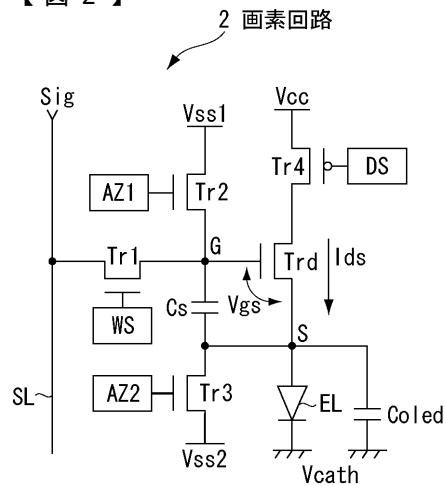 【図2】
2 画素回路
Sig
Vcc
Vss1
Tr4
DS
AZ1
Tr2
G
Tr1
Trd
Ids
Cs
Vgs
WS
S
SL
AZ2
Tr3
EL
Coled
Vss2
Vcath